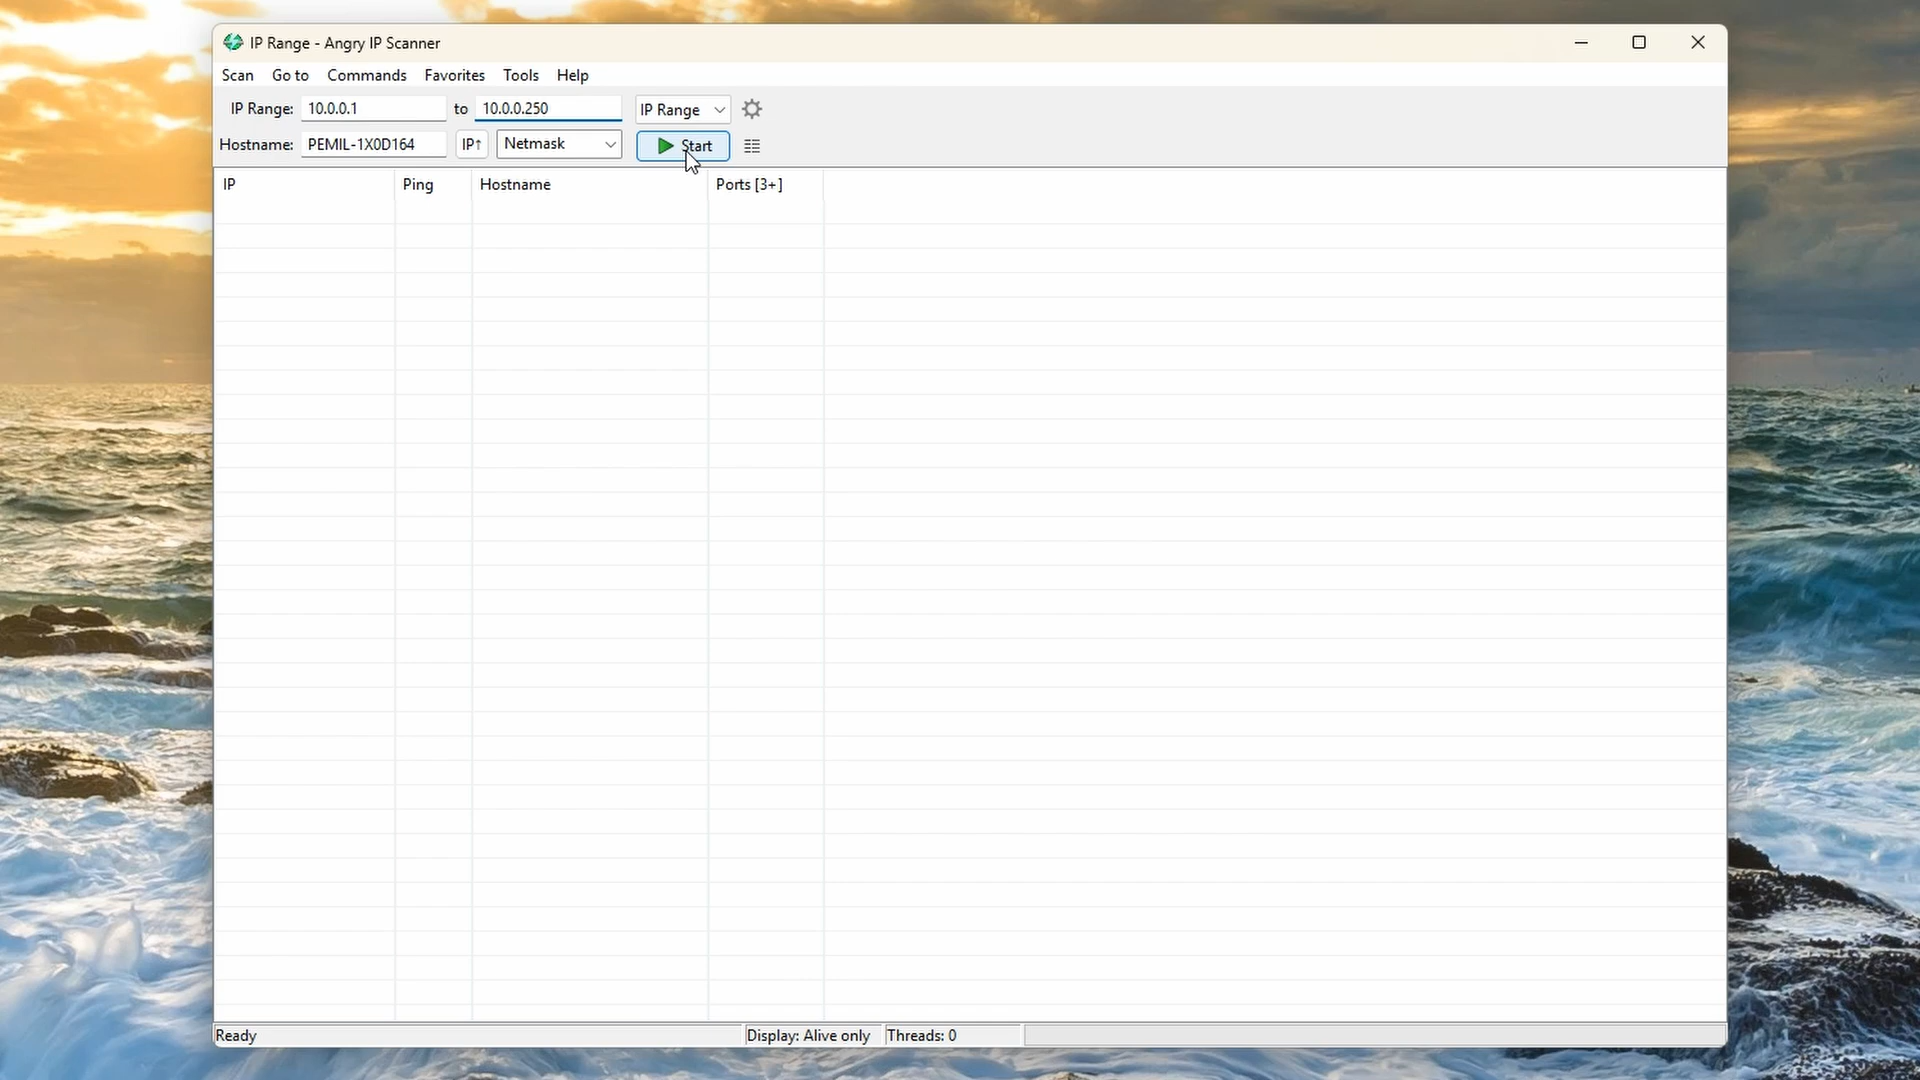 IP Range - Angry IP Scanner
Scan Go to Commands Favorites Tools Help
IP Range: 10.0.0.1 to 10.0.0.250 IP Range
Hostname: PEMIL-1X0D164 IP↑ Netmask Start
IP Ping Hostname Ports [3+]
Ready Display: Alive only Threads: 0